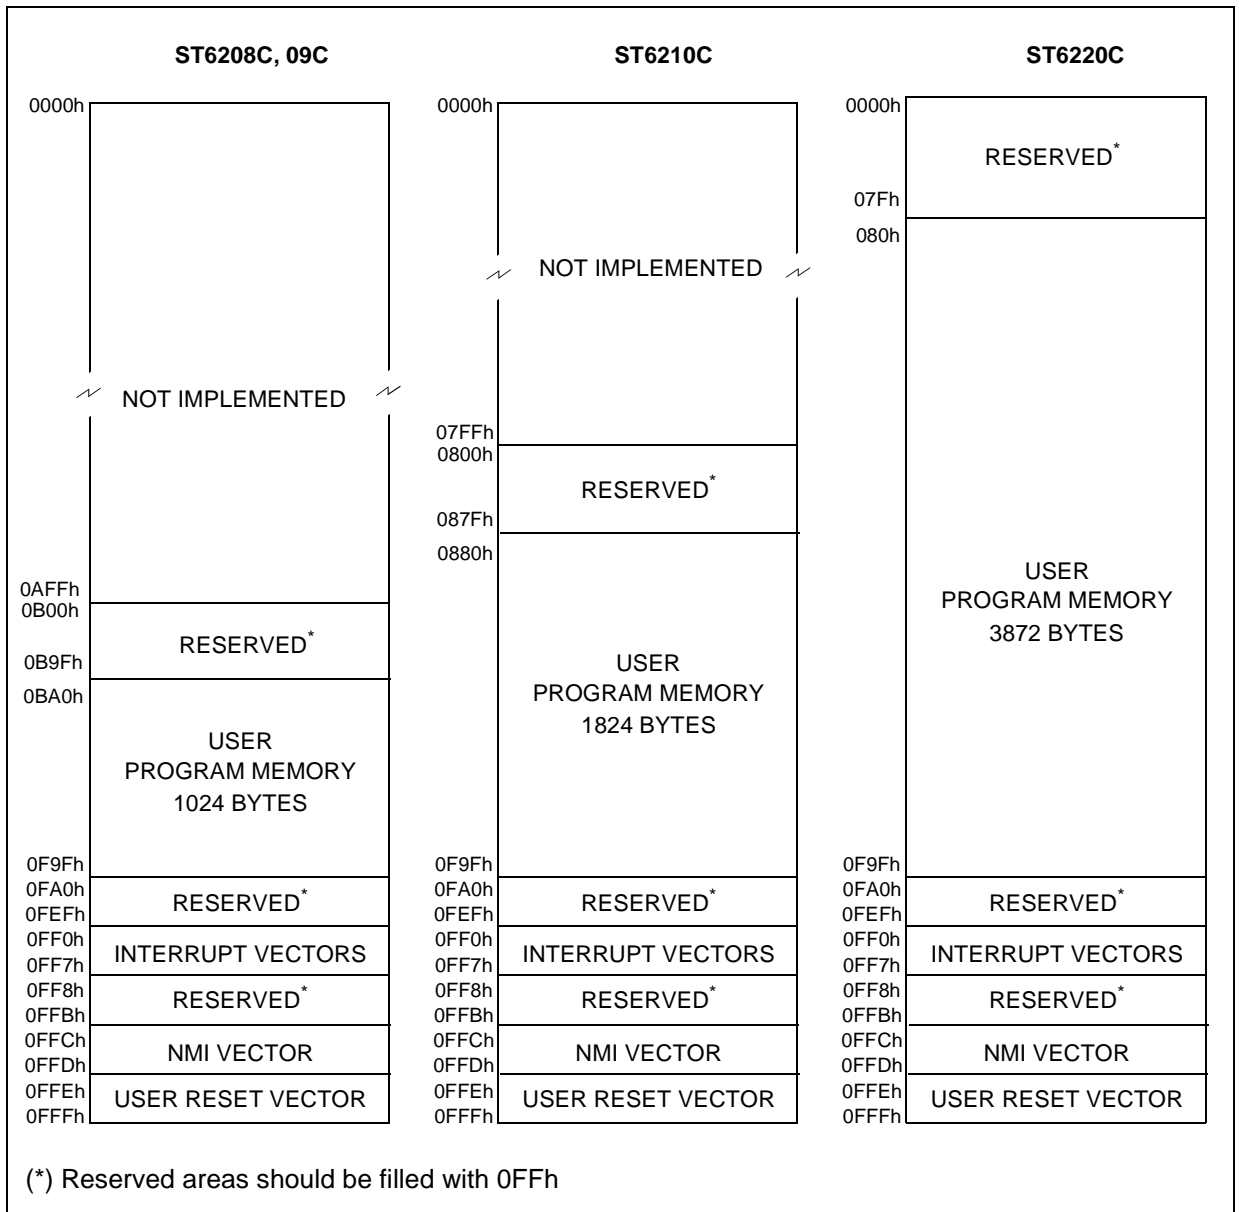 ST6208C, 09C
0000h
NOT IMPLEMENTED
0AFFh
0B00h
RESERVED*
0B9Fh
0BA0h
USER
PROGRAM MEMORY
1024 BYTES
0F9Fh
0FA0h
RESERVED*
0FEFh
0FF0h
INTERRUPT VECTORS
0FF7h
0FF8h
RESERVED*
0FFBh
0FFCh
NMI VECTOR
0FFDh
0FFEh
USER RESET VECTOR
0FFFh
ST6210C
0000h
NOT IMPLEMENTED
07FFh
0800h
RESERVED*
087Fh
0880h
USER
PROGRAM MEMORY
1824 BYTES
0F9Fh
0FA0h
RESERVED*
0FEFh
0FF0h
INTERRUPT VECTORS
0FF7h
0FF8h
RESERVED*
0FFBh
0FFCh
NMI VECTOR
0FFDh
0FFEh
USER RESET VECTOR
0FFFh
ST6220C
0000h
RESERVED*
07Fh
080h
USER
PROGRAM MEMORY
3872 BYTES
0F9Fh
0FA0h
RESERVED*
0FEFh
0FF0h
INTERRUPT VECTORS
0FF7h
0FF8h
RESERVED*
0FFBh
0FFCh
NMI VECTOR
0FFDh
0FFEh
USER RESET VECTOR
0FFFh
(*) Reserved areas should be filled with 0FFh